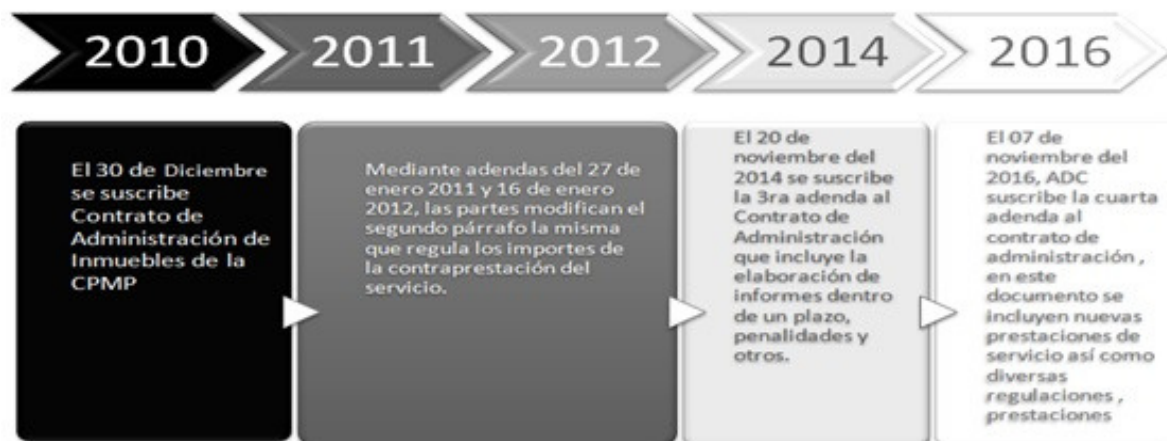 2010
2011
2012
2014
2016
El 30 de Diciembre
se suscribe
Contrato de
Administración de
Inmuebles de la
CPMP
Mediante adendas del 27 de
enero 2011 y 16 de enero
2012, las partes modifican el
segundo párrafo la misma
que regula los importes de
la contraprestación del
servicio.
El 20 de
noviembre del
2014 se suscribe
la 3ra adenda al
Contrato de
Administración
que incluye la
elaboración de
informes dentro
de un plazo,
penalidades y
otros.
El 07 de
noviembre del
2016, ADC
suscribe la cuarta
adenda al
contrato de
administración ,
en este
documento se
incluyen nuevas
prestaciones de
servicio así como
diversas
regulaciones ,
prestaciones